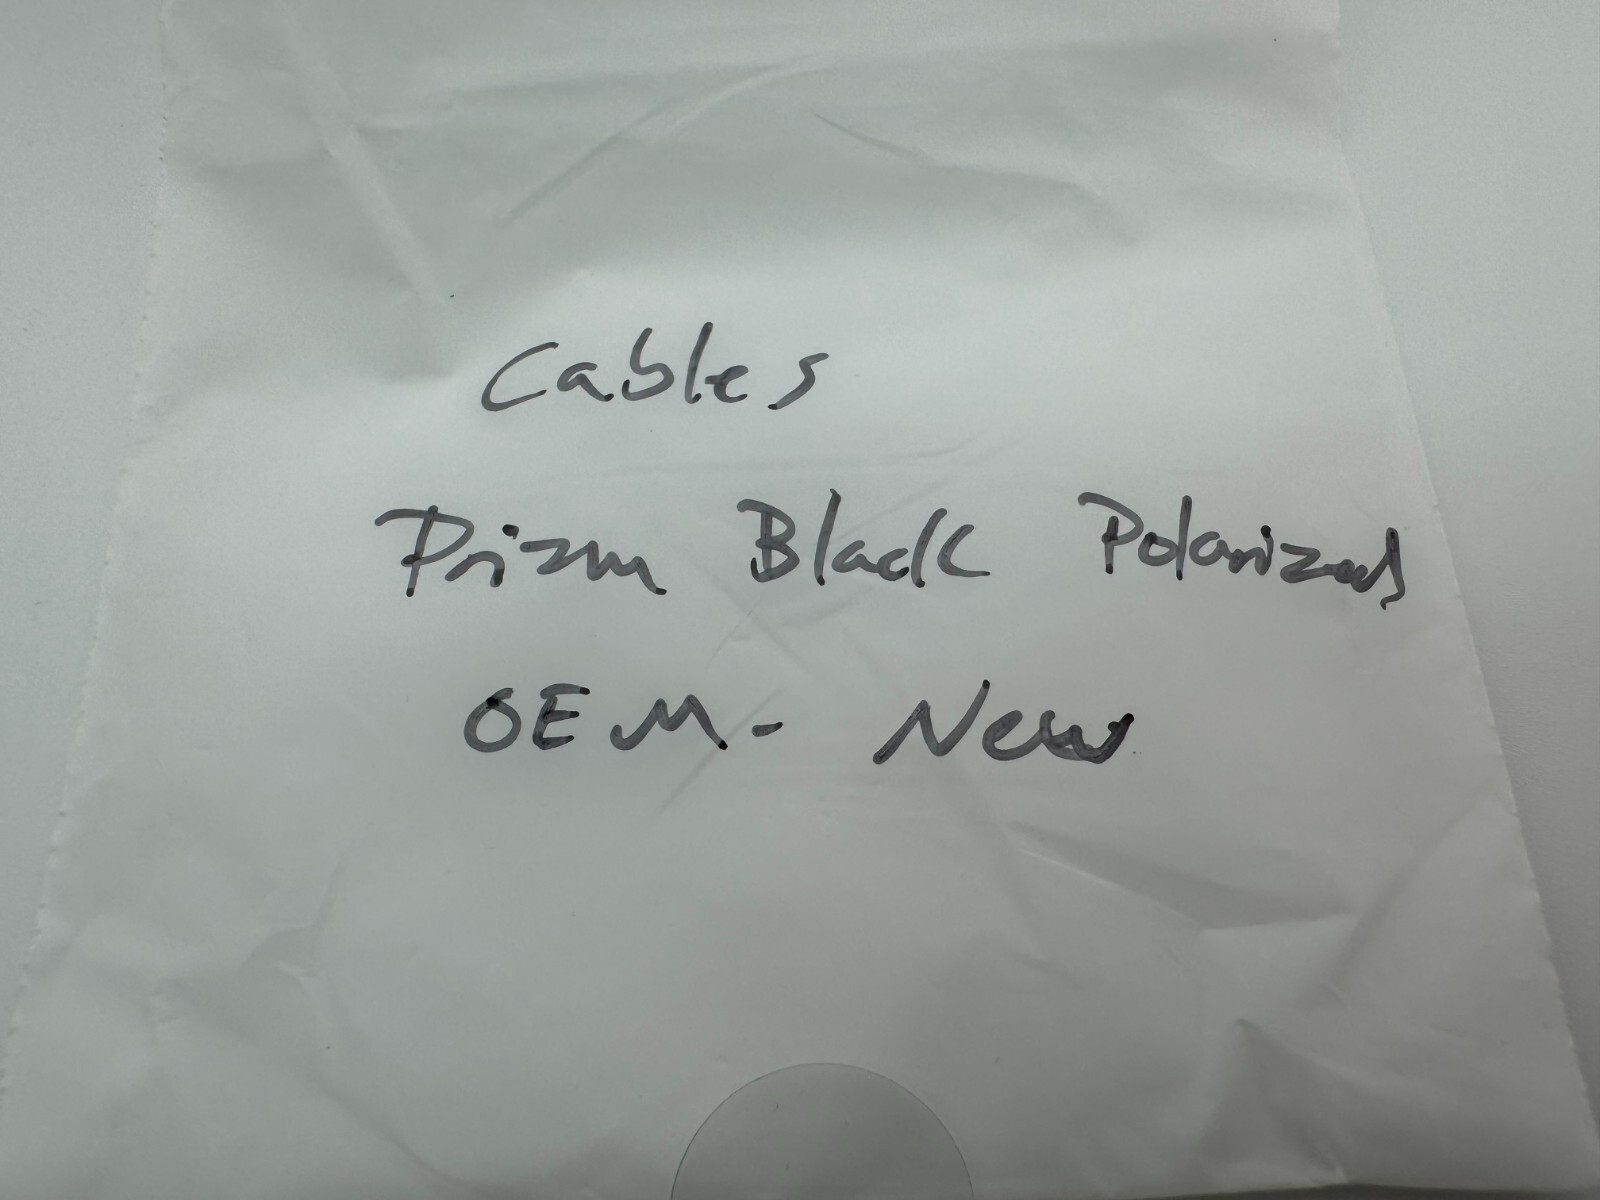 Cables
Prizm Black Polarized
OEM - New